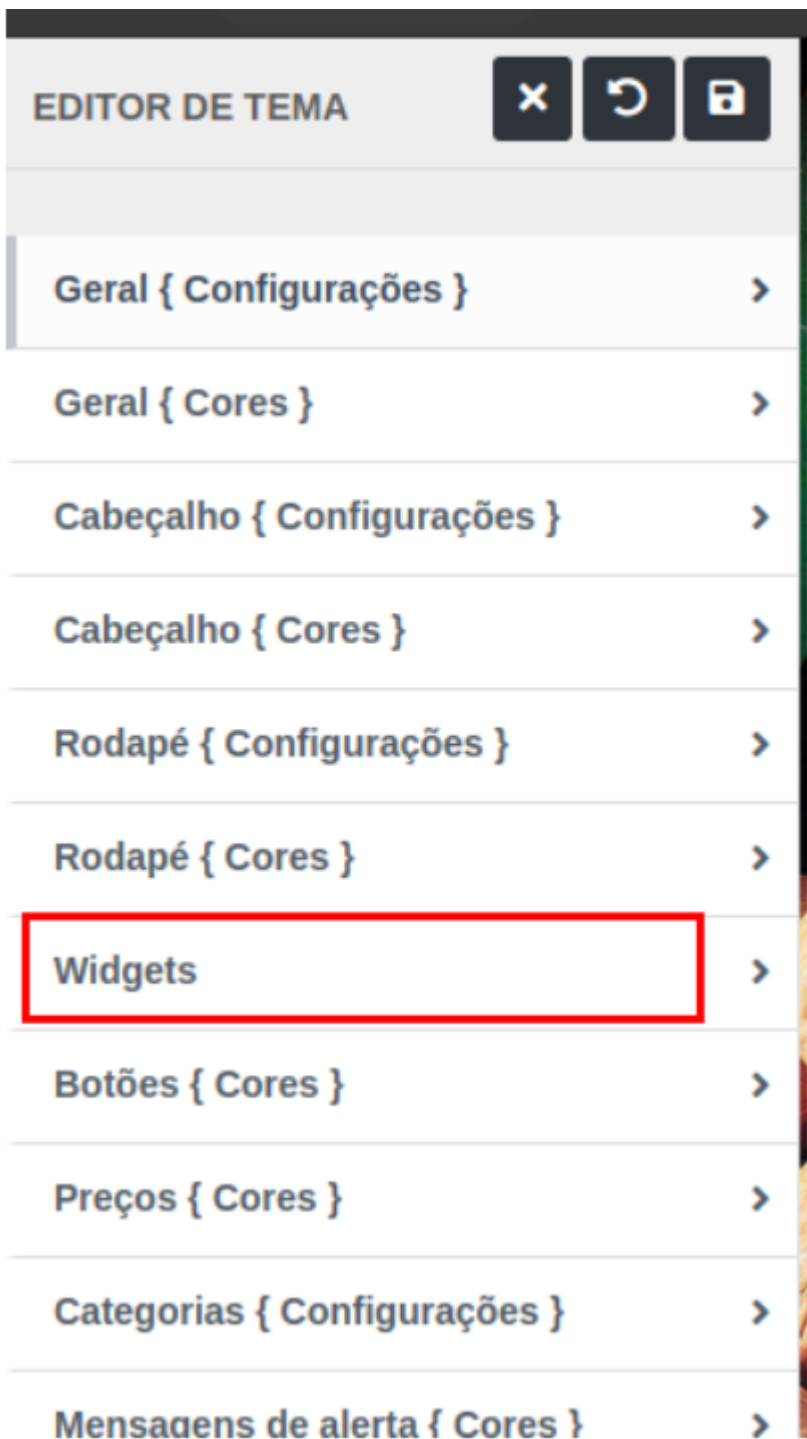 EDITOR DE TEMA
Geral { Configurações }
Geral { Cores }
Cabeçalho { Configurações }
Cabeçalho { Cores }
Rodapé { Configurações }
Rodapé { Cores }
Widgets
Botões { Cores }
Preços { Cores }
Categorias { Configurações }
Mensagens de alerta { Cores }